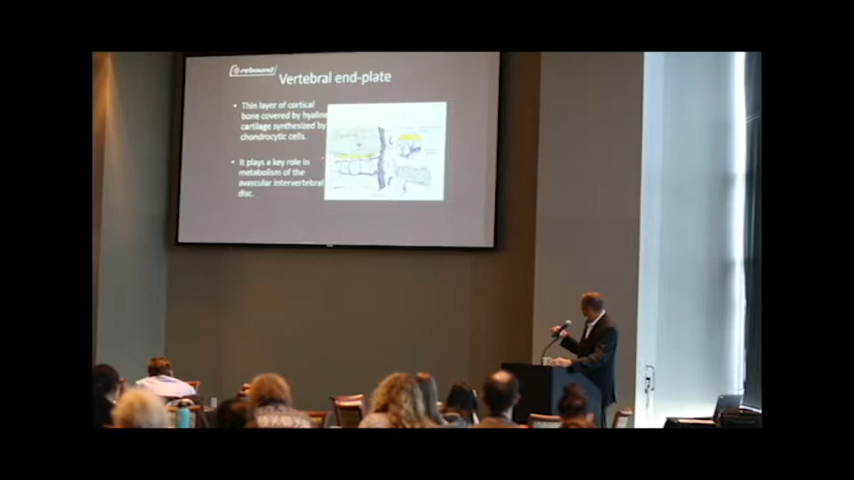 rebound
Vertebral end-plate
• Thin layer of cortical
bone covered by hyaline
cartilage synthesized by
chondrocytic cells.
• It plays a key role in
metabolism of the
avascular intervertebral
disc.